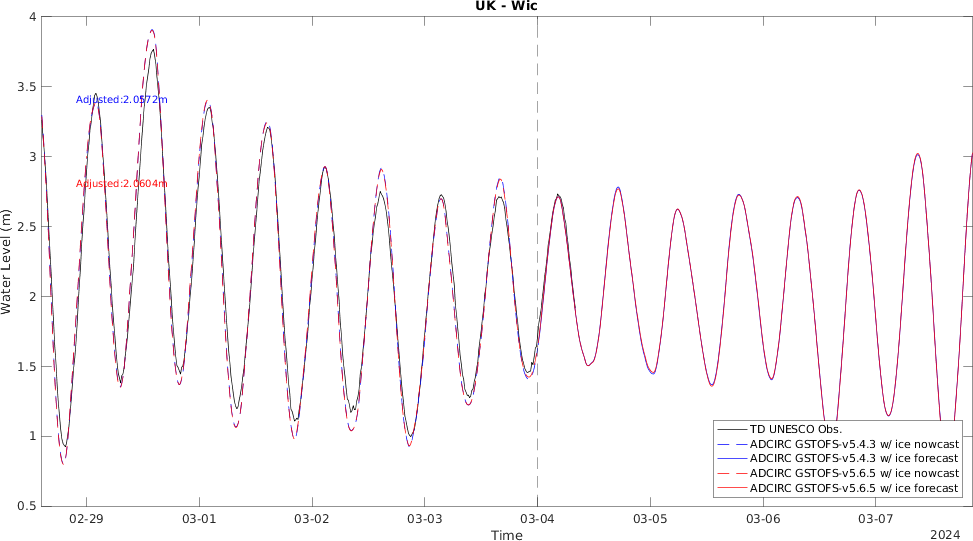 UK - Wic
4
3.5
3
2.5
2
1.5
1
0.5
Water Level (m)
Adjusted:2.0572m
Adjusted:2.0604m
TD UNESCO Obs.
ADCIRC GSTOFS-v5.4.3 w/ ice nowcast
ADCIRC GSTOFS-v5.4.3 w/ ice forecast
ADCIRC GSTOFS-v5.6.5 w/ ice nowcast
ADCIRC GSTOFS-v5.6.5 w/ ice forecast
02-29
03-01
03-02
03-03
03-04
03-05
03-06
03-07
Time
2024